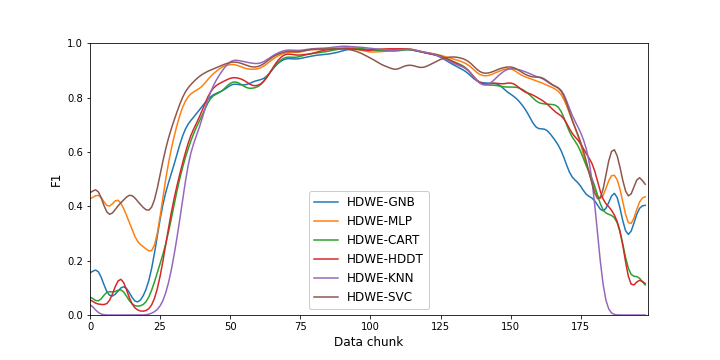 1.0
0.8
0.6
0.4
0.2
0.0
F1
HDWE-GNB
HDWE-MLP
HDWE-CART
HDWE-HDDT
HDWE-KNN
HDWE-SVC
0 25 50 75 100 125 150 175
Data chunk